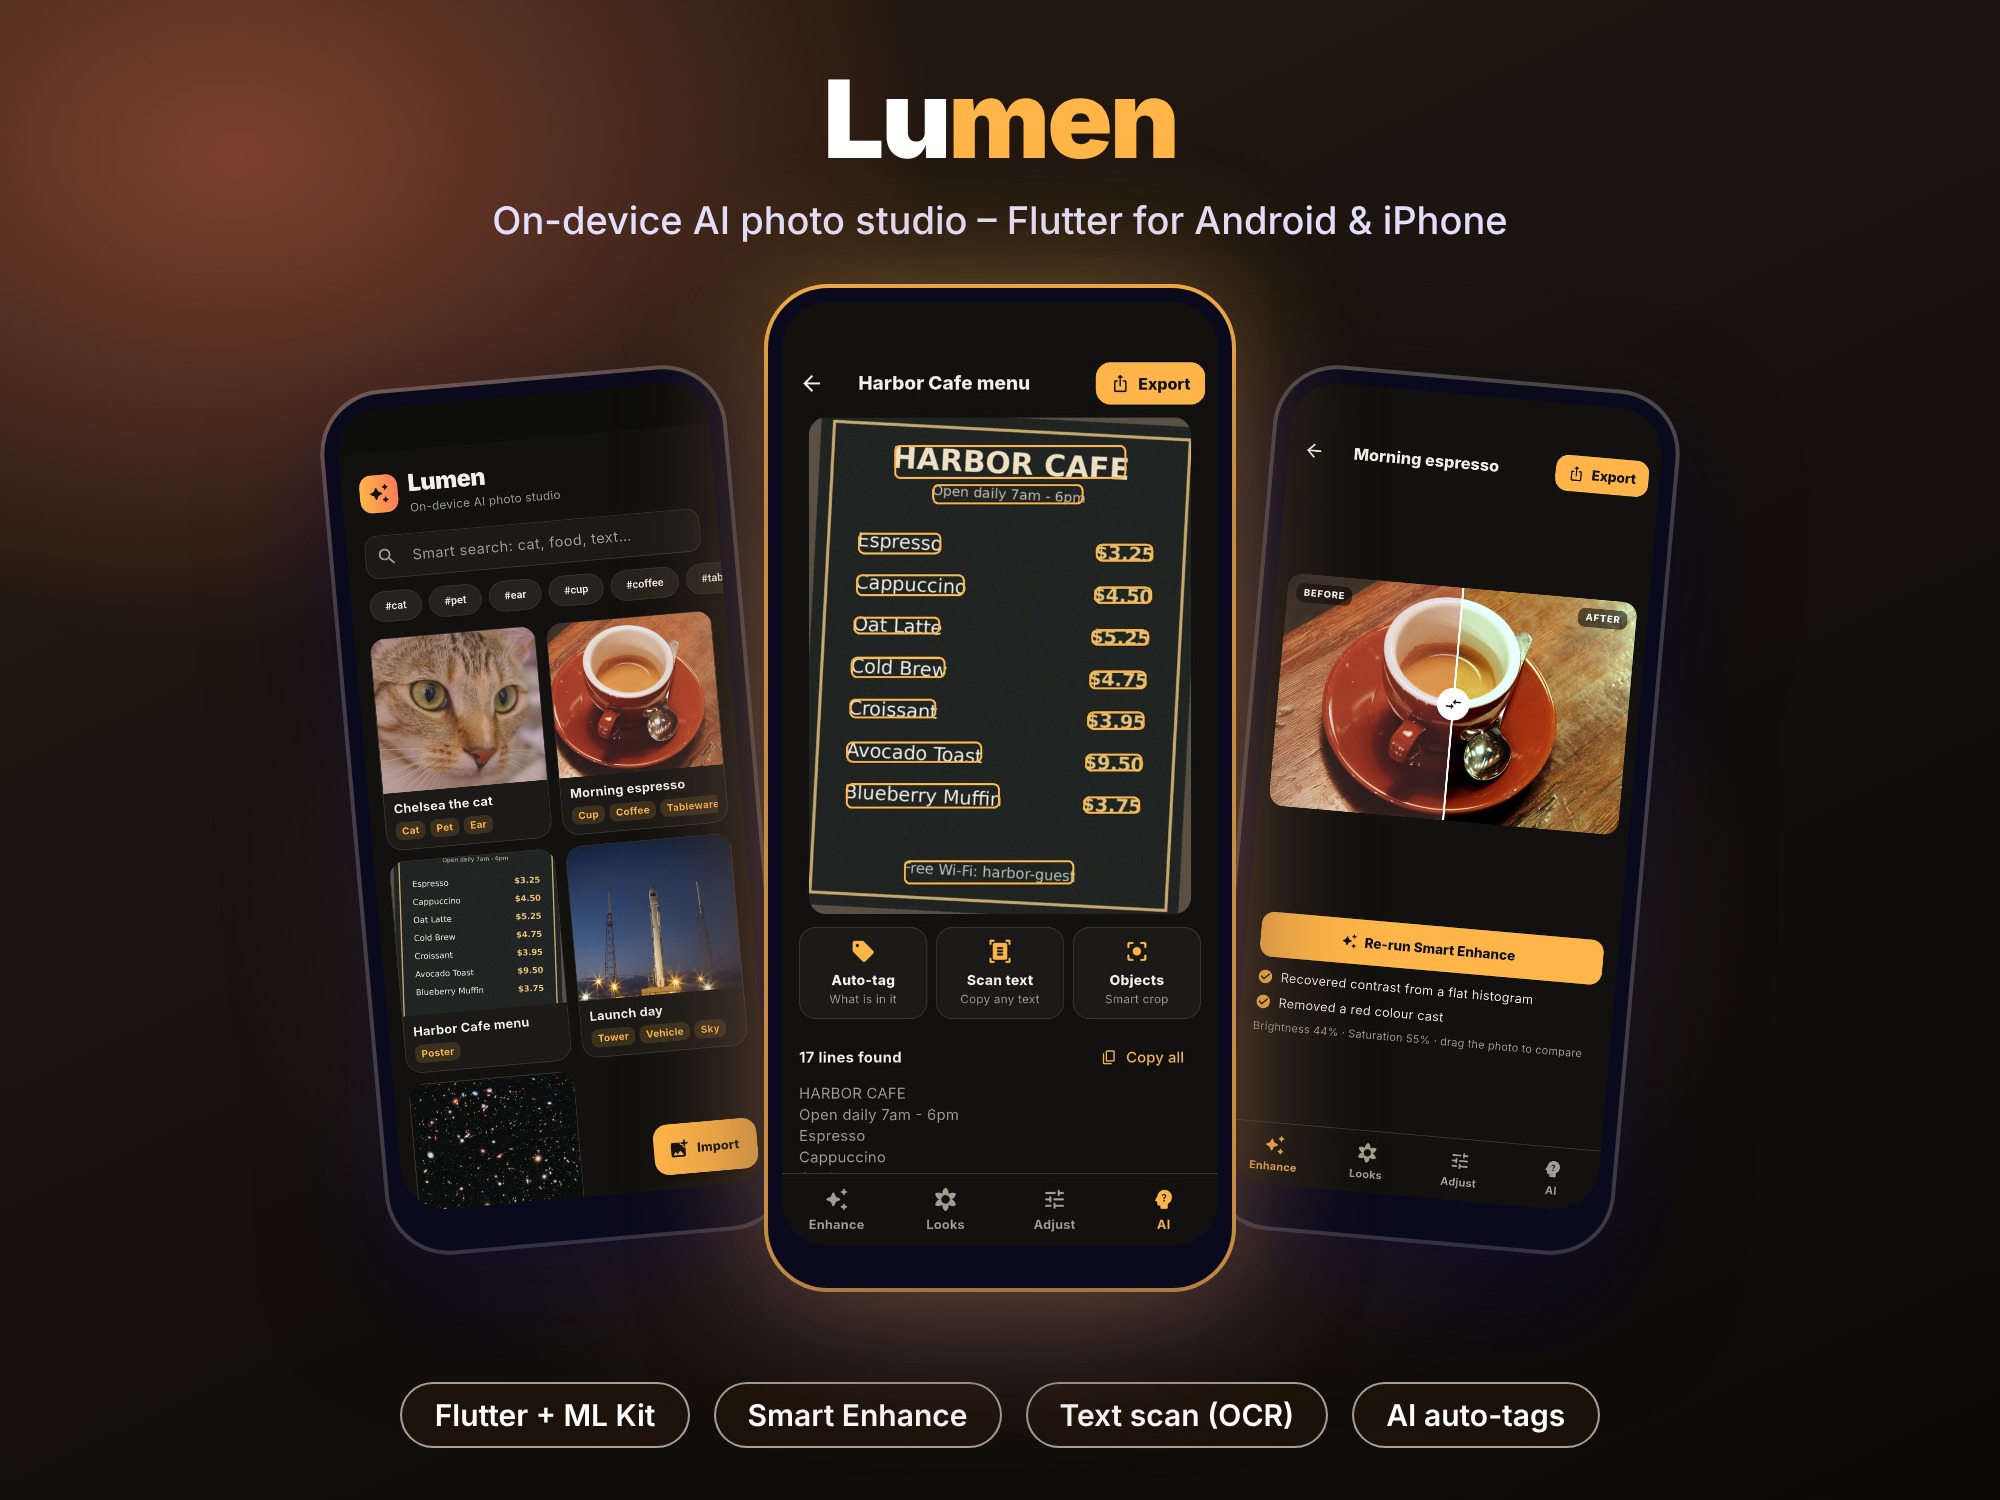 Lumen
On-device AI photo studio – Flutter for Android & iPhone
Lumen
On-device AI photo studio
Smart search: cat, food, text...
#cat #pet #ear #cup #coffee #tab
Chelsea the cat
Cat Pet Ear
Morning espresso
Cup Coffee Tableware
Open daily 7am - 6pm
Espresso $3.25
Cappuccino $4.50
Oat Latte $5.25
Cold Brew $4.75
Croissant $3.95
Avocado Toast $9.50
Blueberry Muffin $3.75
Harbor Cafe menu
Poster
Launch day
Tower Vehicle Sky
Import
Harbor Cafe menu
Export
HARBOR CAFE
Open daily 7am - 6pm
Espresso $3.25
Cappuccino $4.50
Oat Latte $5.25
Cold Brew $4.75
Croissant $3.95
Avocado Toast $9.50
Blueberry Muffin $3.75
Free Wi-Fi: harbor-guest
Auto-tag
What is in it
Scan text
Copy any text
Objects
Smart crop
17 lines found
Copy all
HARBOR CAFE
Open daily 7am - 6pm
Espresso
Cappuccino
Enhance Looks Adjust AI
Morning espresso
Export
BEFORE
AFTER
Re-run Smart Enhance
Recovered contrast from a flat histogram
Removed a red colour cast
Brightness 44% · Saturation 55% · drag the photo to compare
Enhance Looks Adjust AI
Flutter + ML Kit
Smart Enhance
Text scan (OCR)
AI auto-tags